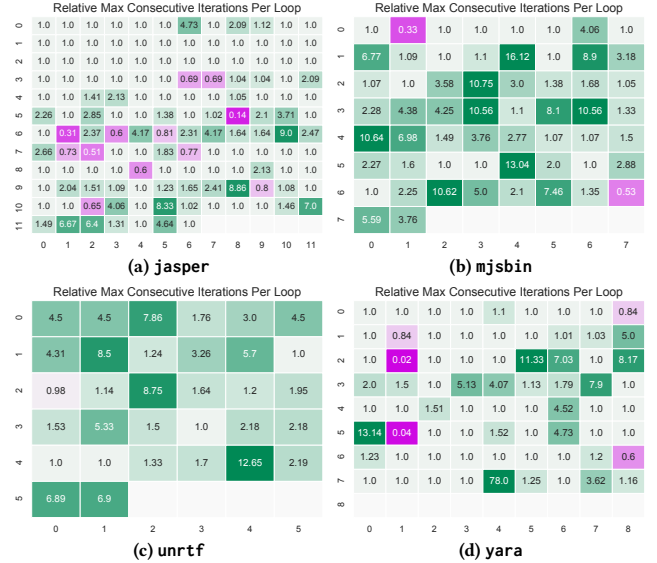 Relative Max Consecutive Iterations Per Loop
0 1.0 1.0 1.0 1.0 1.0 1.0 4.73 1.0 2.09 1.12 1.0 1.0
1 1.0 1.0 1.0 1.0 1.0 1.0 1.0 1.0 1.0 1.0 1.0 1.0
2 1.0 1.0 1.0 1.0 1.0 1.0 1.0 1.0 1.0 1.0 1.0 1.0
3 1.0 1.0 1.0 1.0 1.0 1.0 0.69 0.69 1.04 1.04 1.0 2.09
4 1.0 1.0 1.41 2.13 1.0 1.0 1.0 1.0 1.05 1.0 1.0 1.0
5 2.26 1.0 2.85 1.0 1.0 1.38 1.0 1.02 0.14 2.1 3.71 1.0
6 1.0 0.31 2.37 0.6 4.17 0.81 2.31 4.17 1.64 1.64 9.0 2.47
7 2.66 0.73 0.51 1.0 1.0 1.83 0.77 1.0 1.0 1.0 1.0 1.0
8 1.0 1.0 1.0 1.0 0.6 1.0 1.0 1.0 1.0 2.13 1.0 1.0
9 1.0 2.04 1.51 1.09 1.0 1.23 1.65 2.41 8.86 0.8 1.08 1.0
10 1.0 1.0 0.65 4.06 1.0 8.33 1.02 1.0 1.0 1.0 1.46 7.0
11 1.49 6.67 6.4 1.31 1.0 4.64 1.0
0 1 2 3 4 5 6 7 8 9 10 11
(a) jasper
Relative Max Consecutive Iterations Per Loop
0 1.0 0.33 1.0 1.0 1.0 1.0 4.06 1.0
1 6.77 1.09 1.0 1.1 16.12 1.0 8.9 3.18
2 1.07 1.0 3.58 10.75 3.0 1.38 1.68 1.05
3 2.28 4.38 4.25 10.56 1.1 8.1 10.56 1.33
4 10.64 6.98 1.49 3.76 2.77 1.07 1.07 1.5
5 2.27 1.6 1.0 1.0 13.04 2.0 1.0 2.88
6 1.0 2.25 10.62 5.0 2.1 7.46 1.35 0.53
7 5.59 3.76
0 1 2 3 4 5 6 7
(b) mjsbin
Relative Max Consecutive Iterations Per Loop
0 4.5 4.5 7.86 1.76 3.0 4.5
1 4.31 8.5 1.24 3.26 5.7 1.0
2 0.98 1.14 8.75 1.64 1.2 1.95
3 1.53 5.33 1.5 1.0 2.18 2.18
4 1.0 1.0 1.33 1.7 12.65 2.19
5 6.89 6.9
0 1 2 3 4 5
(c) unrtf
Relative Max Consecutive Iterations Per Loop
0 1.0 1.0 1.0 1.0 1.1 1.0 1.0 1.0 0.84
1 1.0 0.84 1.0 1.0 1.0 1.0 1.01 1.03 5.0
2 1.0 0.02 1.0 1.0 1.0 11.33 7.03 1.0 8.17
3 2.0 1.5 1.0 5.13 4.07 1.13 1.79 7.9 1.0
4 1.0 1.0 1.51 1.0 1.0 1.0 4.52 1.0 1.0
5 13.14 0.04 1.0 1.0 1.52 1.0 4.73 1.0 1.0
6 1.23 1.0 1.0 1.0 1.0 1.0 1.0 1.2 0.6
7 1.0 1.0 1.0 1.0 78.0 1.25 1.0 3.62 1.16
8
0 1 2 3 4 5 6 7 8
(d) yara